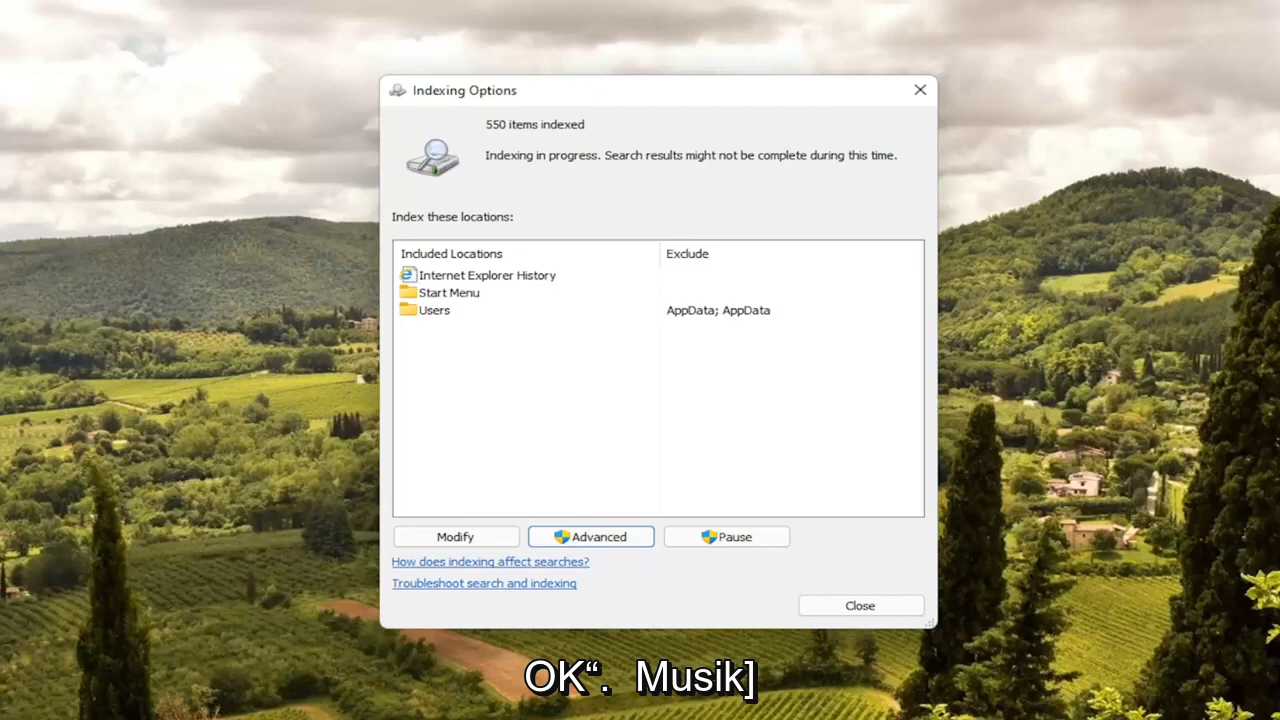 Indexing Options
550 items indexed
Indexing in progress. Search results might not be complete during this time.
Index these locations:
Included Locations Exclude
Internet Explorer History
Start Menu
Users AppData; AppData
Modify Advanced Pause
How does indexing affect searches?
Troubleshoot search and indexing
Close
OK“. Musik]